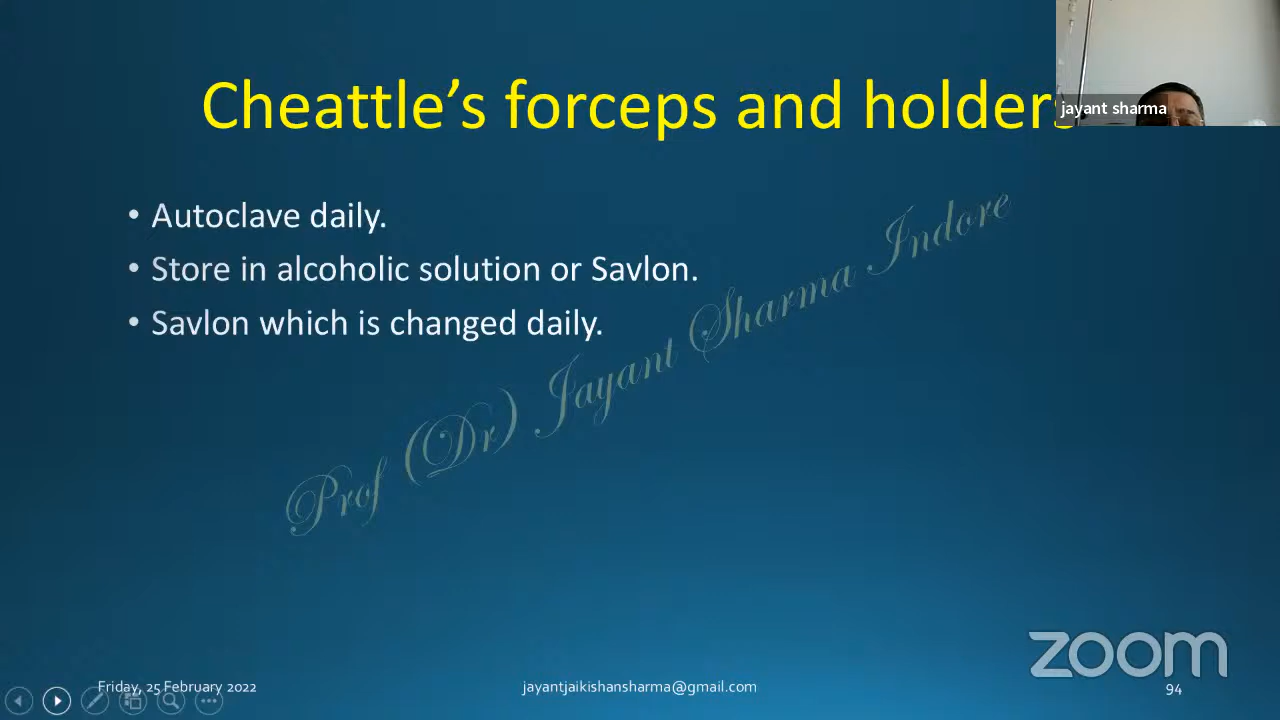 Cheattle's forceps and holders
jayant sharma
• Autoclave daily.
• Store in alcoholic solution or Savlon.
• Savlon which is changed daily.
Prof (Dr) Jayant Sharma Indore
zoom
Friday, 25 February 2022
jayantjaikishansharma@gmail.com
94